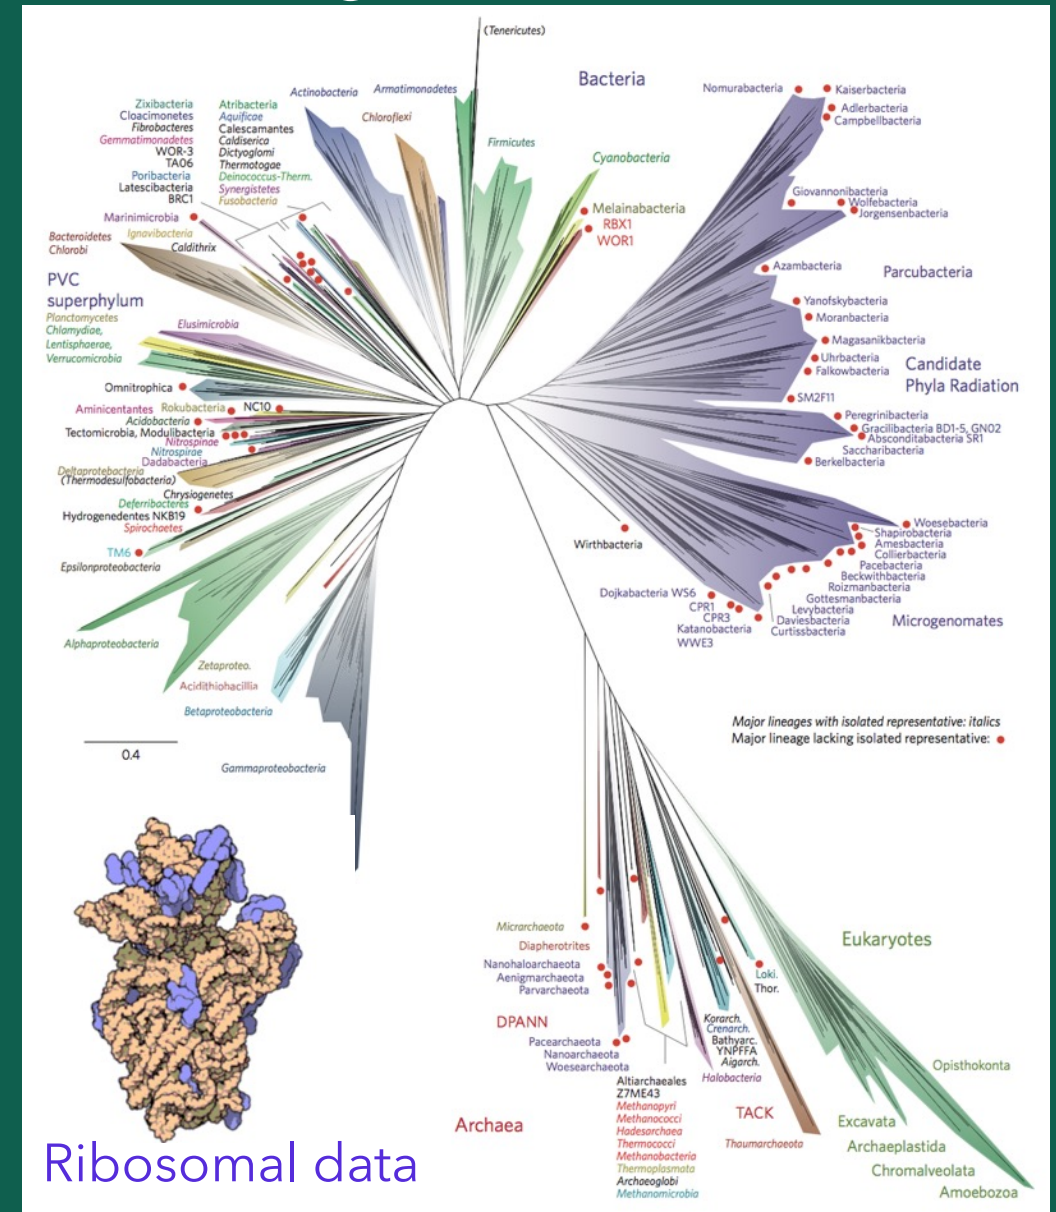 (Tenericutes)
Bacteria
Actinobacteria
Armatimonadetes
Chloroflexi
Firmicutes
Cyanobacteria
Melainabacteria
RBX1
WOR1
Zixibacteria
Cloacimonetes
Fibrobacteres
Gemmatimonadetes
WOR-3
TA06
Poribacteria
Latescibacteria
BRC1
Atribacteria
Aquificae
Calescamantes
Caldiserica
Dictyoglomi
Thermotogae
Deinococcus-Therm.
Synergistetes
Fusobacteria
Marinimicrobia
Ignavibacteria
Bacteroidetes
Chlorobi
Caldithrix
PVC
superphylum
Planctomycetes
Chlamydiae,
Lentisphaerae,
Verrucomicrobia
Elusimicrobia
Omnitrophica
Aminicentantes
Rokubacteria
NC10
Acidobacteria
Tectomicrobia, Modulibacteria
Nitrospinae
Nitrospirae
Dadabacteria
Deltaprotebacteria
(Thermodesulfobacteria)
Chrysiogenetes
Deferribacteres
Hydrogenedentes NKB19
Spirochaetes
TM6
Epsilonproteobacteria
Alphaproteobacteria
Zetaproteo.
Acidithiobacillia
Betaproteobacteria
Gammaproteobacteria
0.4
Nomurabacteria
Kaiserbacteria
Adlerbacteria
Campbellbacteria
Giovannonibacteria
Wolfebacteria
Jorgensenbacteria
Azambacteria
Parcubacteria
Yanofskybacteria
Moranbacteria
Magasanikbacteria
Uhrbacteria
Falkowbacteria
Candidate
Phyla Radiation
SM2F11
Peregrinibacteria
Gracilibacteria BD1-5, GN02
Absconditabacteria SR1
Saccharibacteria
Berkelbacteria
Woesebacteria
Shapirobacteria
Amesbacteria
Collierbacteria
Pacebacteria
Beckwithbacteria
Roizmanbacteria
Gottesmanbacteria
Levybacteria
Daviesbacteria
Curtissbacteria
Microgenomates
Wirthbacteria
Dojkabacteria WS6
CPR1
CPR3
Katanobacteria
WWE3
Major lineages with isolated representative: italics
Major lineage lacking isolated representative:
Micrarchaeota
Diapherotrites
Nanohaloarchaeota
Aenigmarchaeota
Parvarchaeota
DPANN
Pacearchaeota
Nanoarchaeota
Woesearchaeota
Archaea
Altiarchaeales
Z7ME43
Methanopyri
Methanococci
Hadesarchaea
Thermococci
Methanobacteria
Thermoplasmata
Archaeoglobi
Methanomicrobia
Halobacteria
Korarch.
Crenarch.
Bathyarc.
YNPFFA
Aigarch.
TACK
Thaumarchaeota
Loki.
Thor.
Eukaryotes
Opisthokonta
Excavata
Archaeplastida
Chromalveolata
Amoebozoa
Ribosomal data